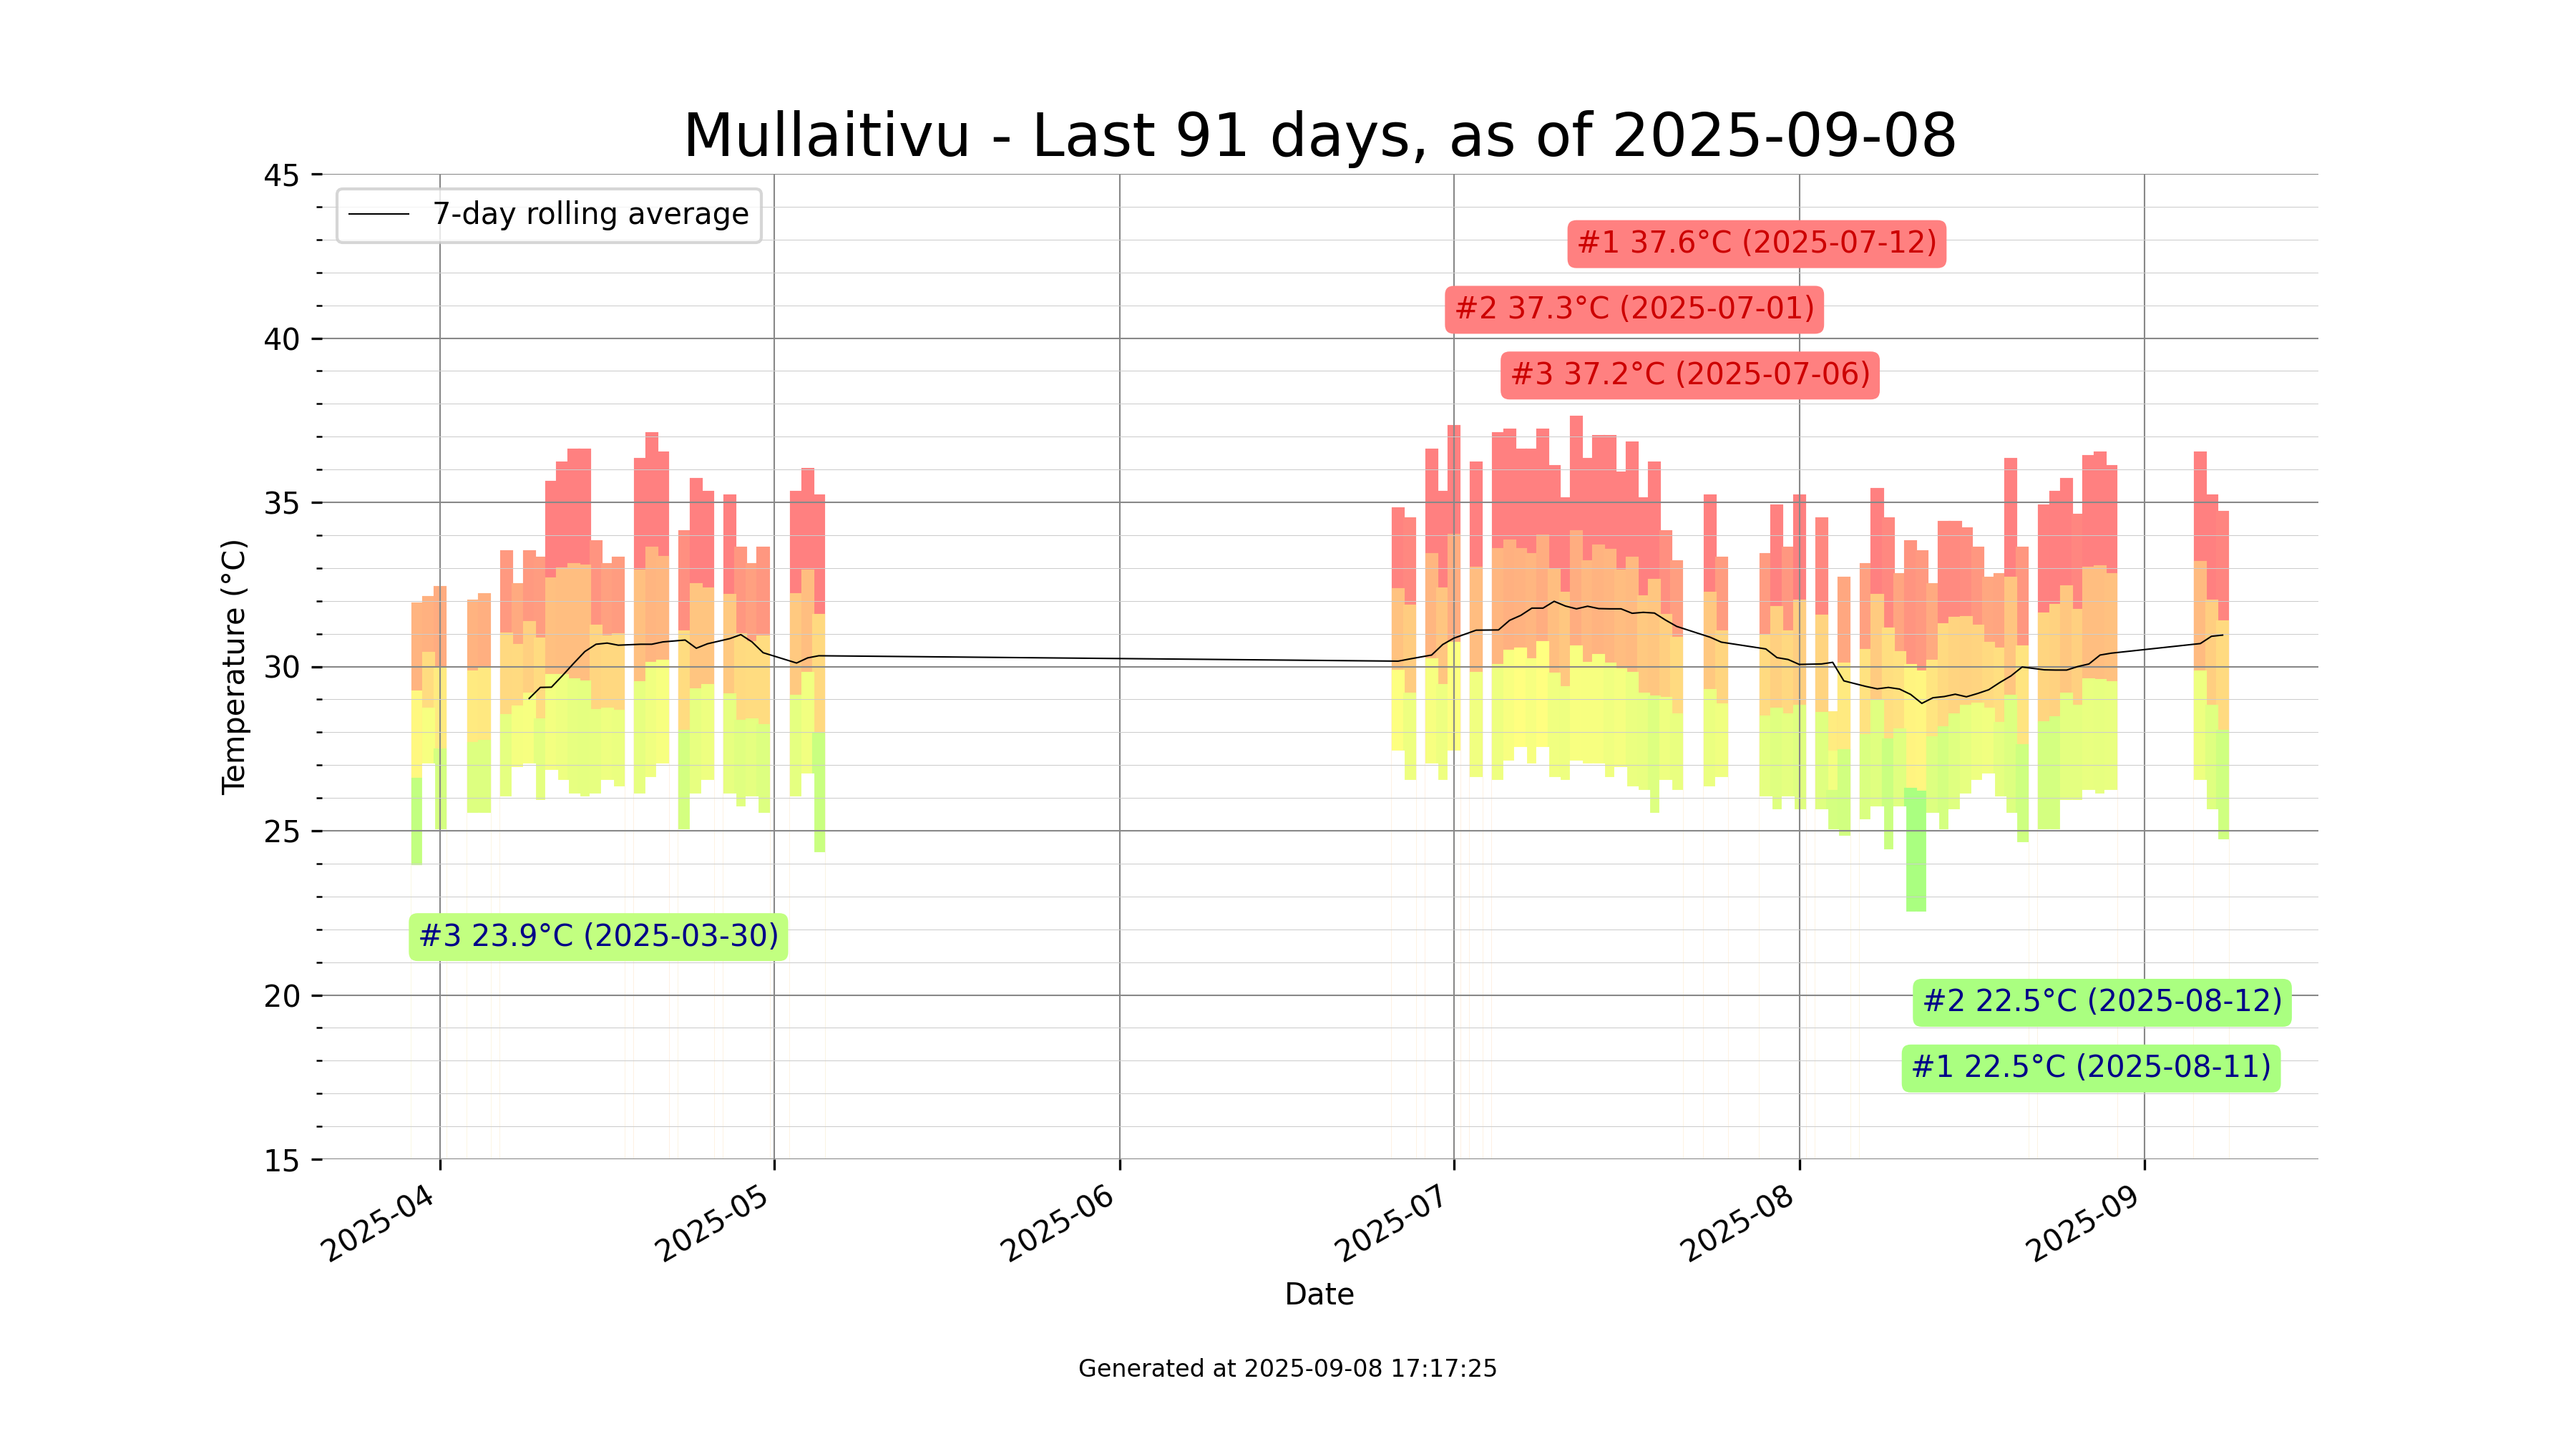 Mullaitivu - Last 91 days, as of 2025-09-08
45
7-day rolling average
#1 37.6°C (2025-07-12)
#2 37.3°C (2025-07-01)
40
#3 37.2°C (2025-07-06)
35
Temperature (°C)
30
25
#3 23.9°C (2025-03-30)
20
#2 22.5°C (2025-08-12)
#1 22.5°C (2025-08-11)
15
2025-04
2025-05
2025-06
2025-07
2025-08
2025-09
Date
Generated at 2025-09-08 17:17:25